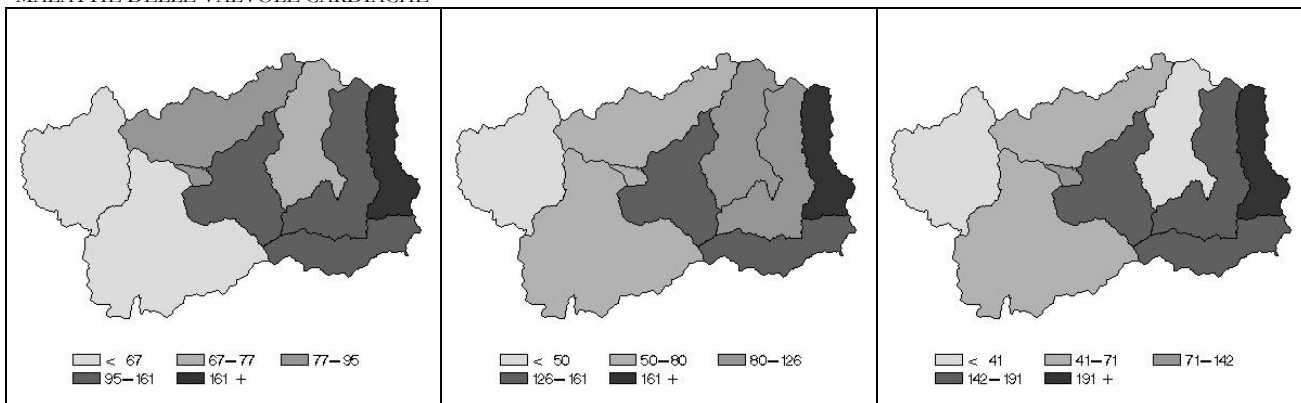 MALATTIE DELLE VALVOLE CARDIACHE
< 67 67–77 77–95
95–161 161 +
< 50 50–80 80–126
126–161 161 +
< 41 41–71 71–142
142–191 191 +